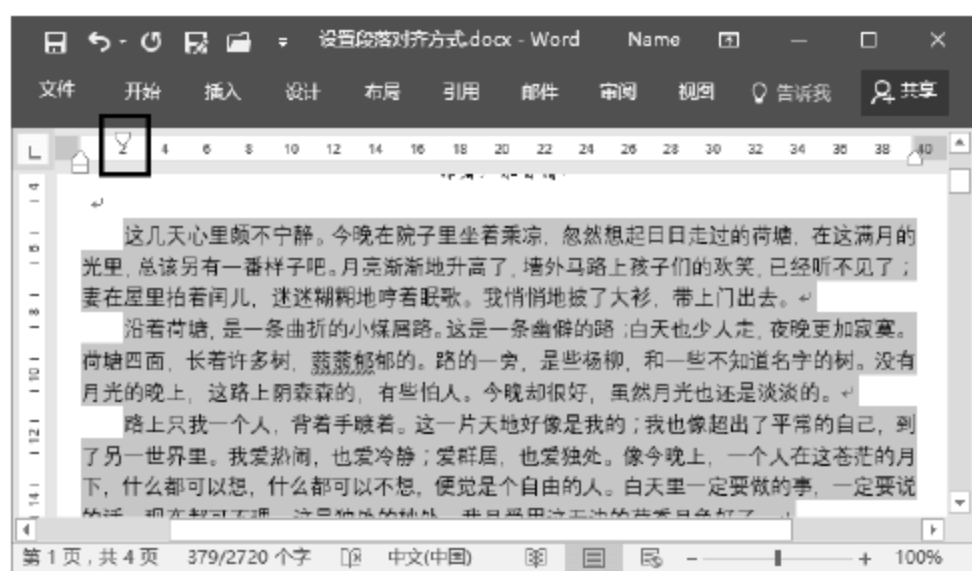 设置段落对齐方式.docx - Word Name
文件 开始 插入 设计 布局 引用 邮件 审阅 视图 告诉我 共享
2 4 6 8 10 12 14 16 18 20 22 24 26 28 30 32 34 36 38 40
这几天心里颇不宁静。今晚在院子里坐着乘凉，忽然想起日日走过的荷塘，在这满月的
光里，总该另有一番样子吧。月亮渐渐地升高了，墙外马路上孩子们的欢笑，已经听不见了；
妻在屋里拍着闰儿，迷迷糊糊地哼着眠歌。我悄悄地披了大衫，带上门出去。
沿着荷塘，是一条曲折的小煤屑路。这是一条幽僻的路；白天也少人走，夜晚更加寂寞。
荷塘四面，长着许多树，蓊蓊郁郁的。路的一旁，是些杨柳，和一些不知道名字的树。没有
月光的晚上，这路上阴森森的，有些怕人。今晚却很好，虽然月光也还是淡淡的。
路上只我一个人，背着手踱着。这一片天地好像是我的；我也像超出了平常的自己，到
了另一世界里。我爱热闹，也爱冷静；爱群居，也爱独处。像今晚上，一个人在这苍茫的月
下，什么都可以想，什么都可以不想，便觉是个自由的人。白天里一定要做的事，一定要说
第1页，共4页 379/2720个字 中文(中国) 100%